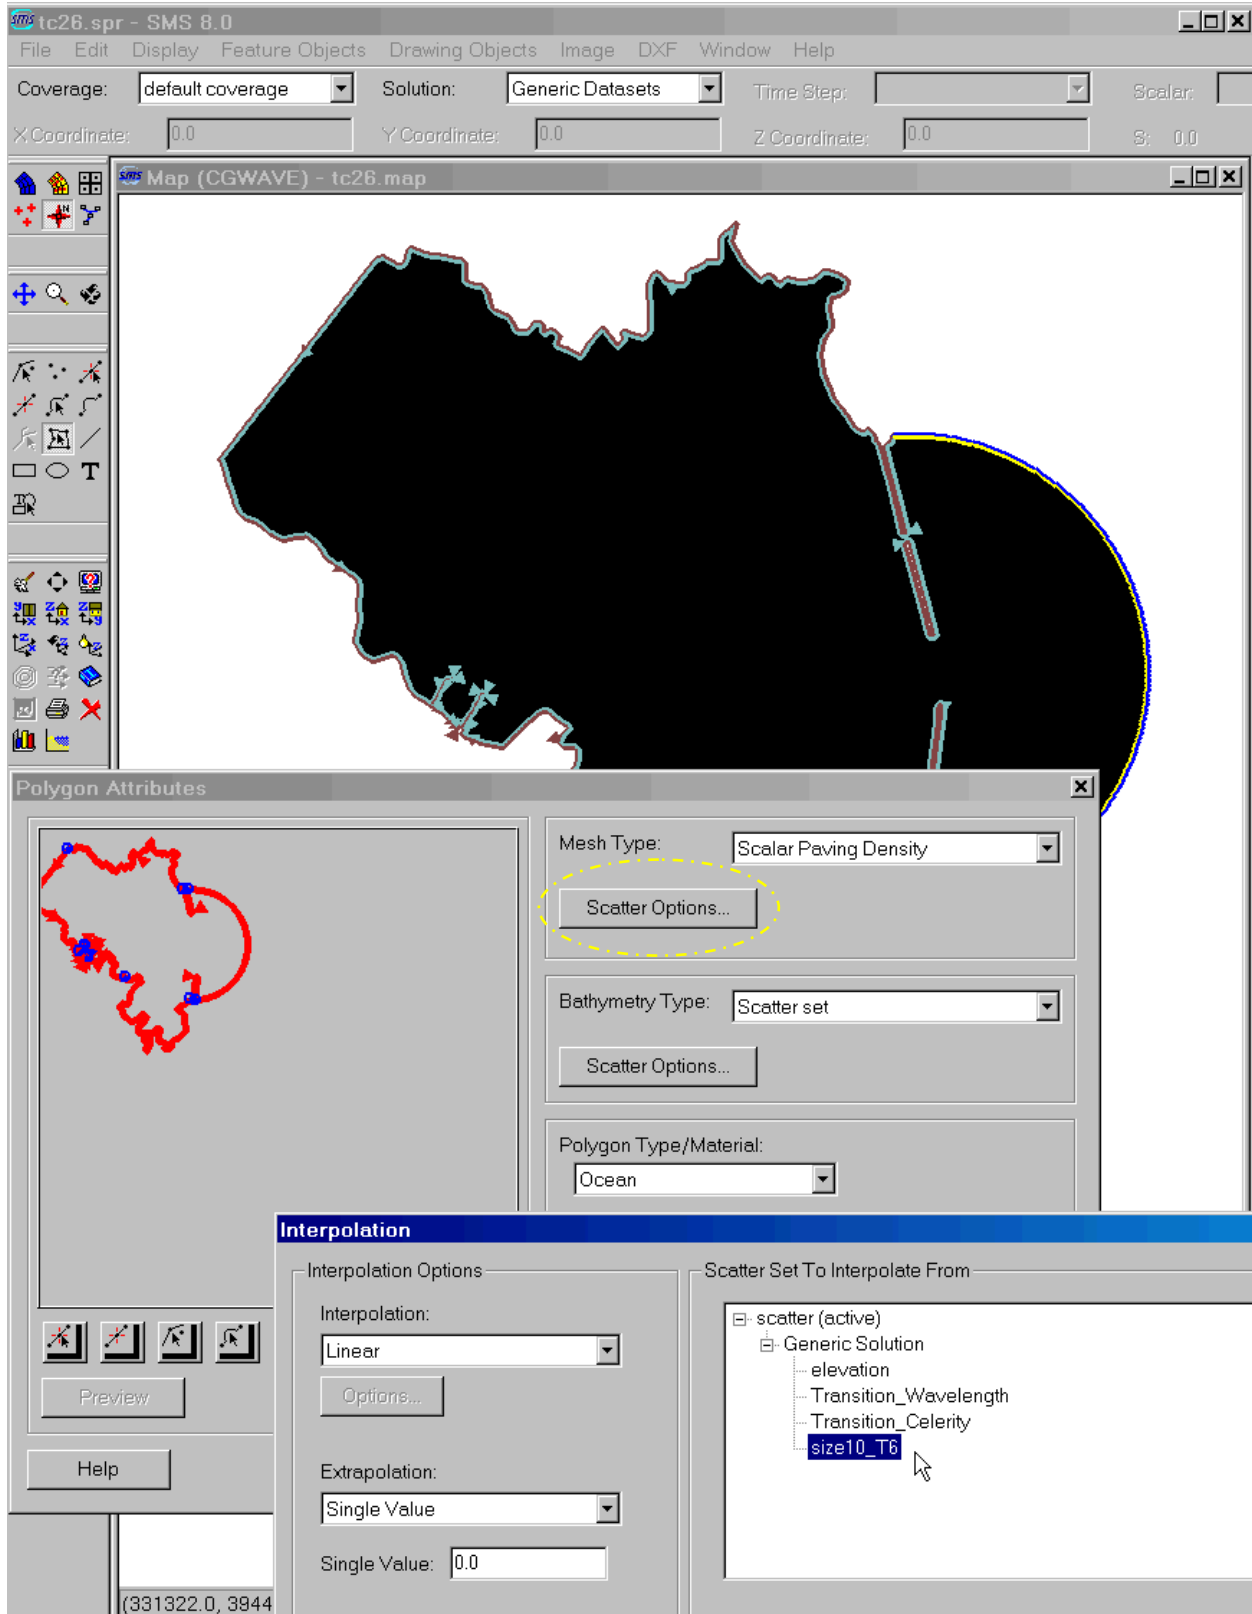 tc26.spr - SMS 8.0
File Edit Display Feature Objects Drawing Objects Image DXF Window Help
Coverage: default coverage Solution: Generic Datasets Time Step: Scalar:
X Coordinate: 0.0 Y Coordinate: 0.0 Z Coordinate: 0.0 S: 0.0
Map (CGWAVE) - tc26.map
Polygon Attributes
Mesh Type: Scalar Paving Density
Scatter Options...
Bathymetry Type: Scatter set
Scatter Options...
Polygon Type/Material:
Ocean
Interpolation
Interpolation Options
Scatter Set To Interpolate From
Interpolation:
scatter (active)
Linear
Generic Solution
elevation
Options...
Transition_Wavelength
Preview
Transition_Celerity
size10_T6
Help
Extrapolation:
Single Value
Single Value: 0.0
(331322.0, 3944